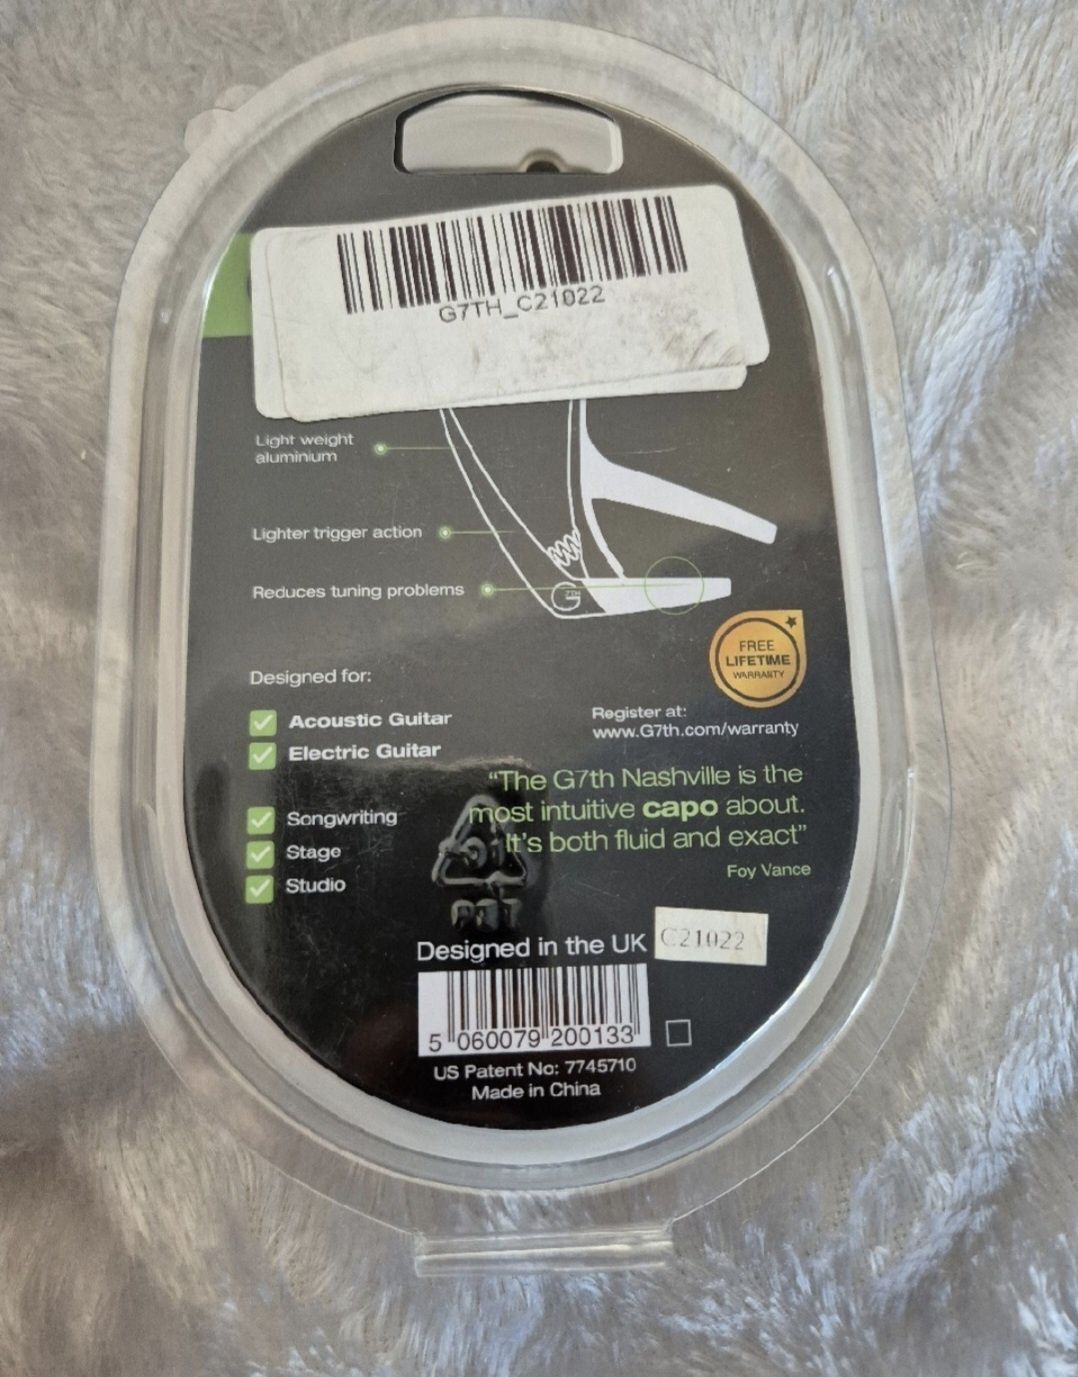 G7TH_C21022
Light weight
aluminium
Lighter trigger action
Reduces tuning problems
G7TH
FREE
LIFETIME
WARRANTY
Designed for:
Acoustic Guitar
Electric Guitar
Songwriting
Stage
Studio
Register at:
www.G7th.com/warranty
“The G7th Nashville is the
most intuitive capo about.
It’s both fluid and exact”
Foy Vance
Designed in the UK
C21022
5 060079 200133
US Patent No: 7745710
Made in China